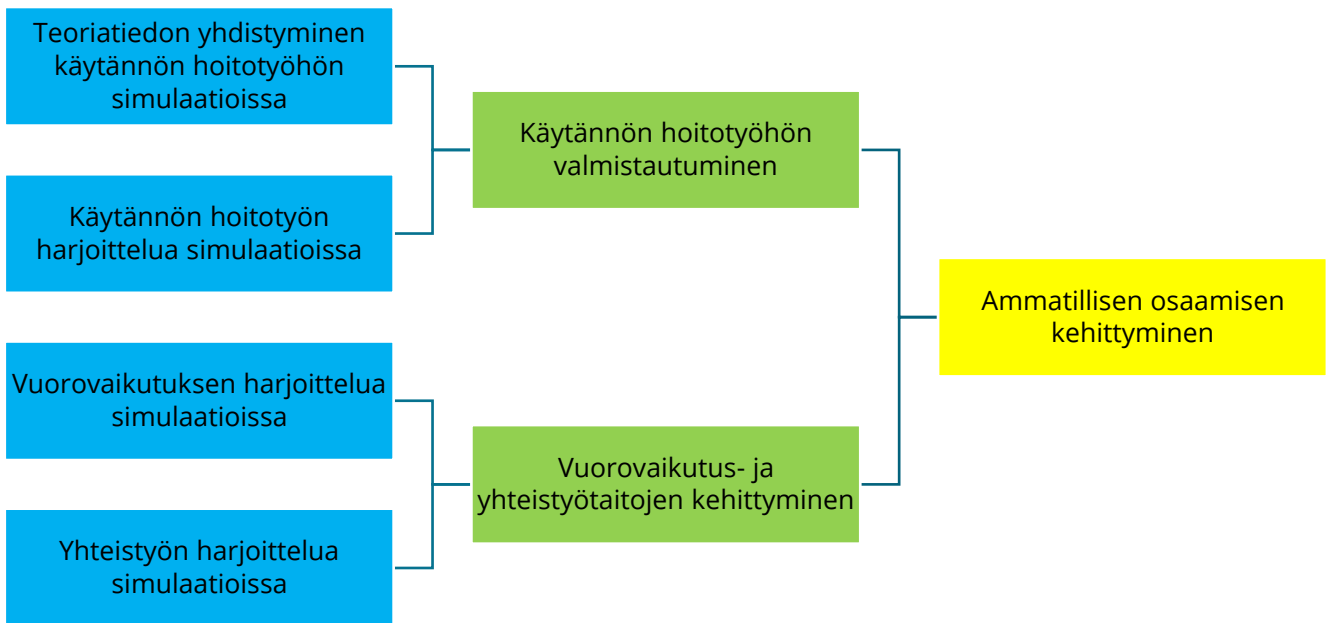 Teoriatiedon yhdistyminen
käytännön hoitotyöhön
simulaatioissa
Käytännön hoitotyön
harjoittelua simulaatioissa
Vuorovaikutuksen harjoittelua
simulaatioissa
Yhteistyön harjoittelua
simulaatioissa
Käytännön hoitotyöhön
valmistautuminen
Vuorovaikutus- ja
yhteistyötaitojen kehittyminen
Ammatillisen osaamisen
kehittyminen